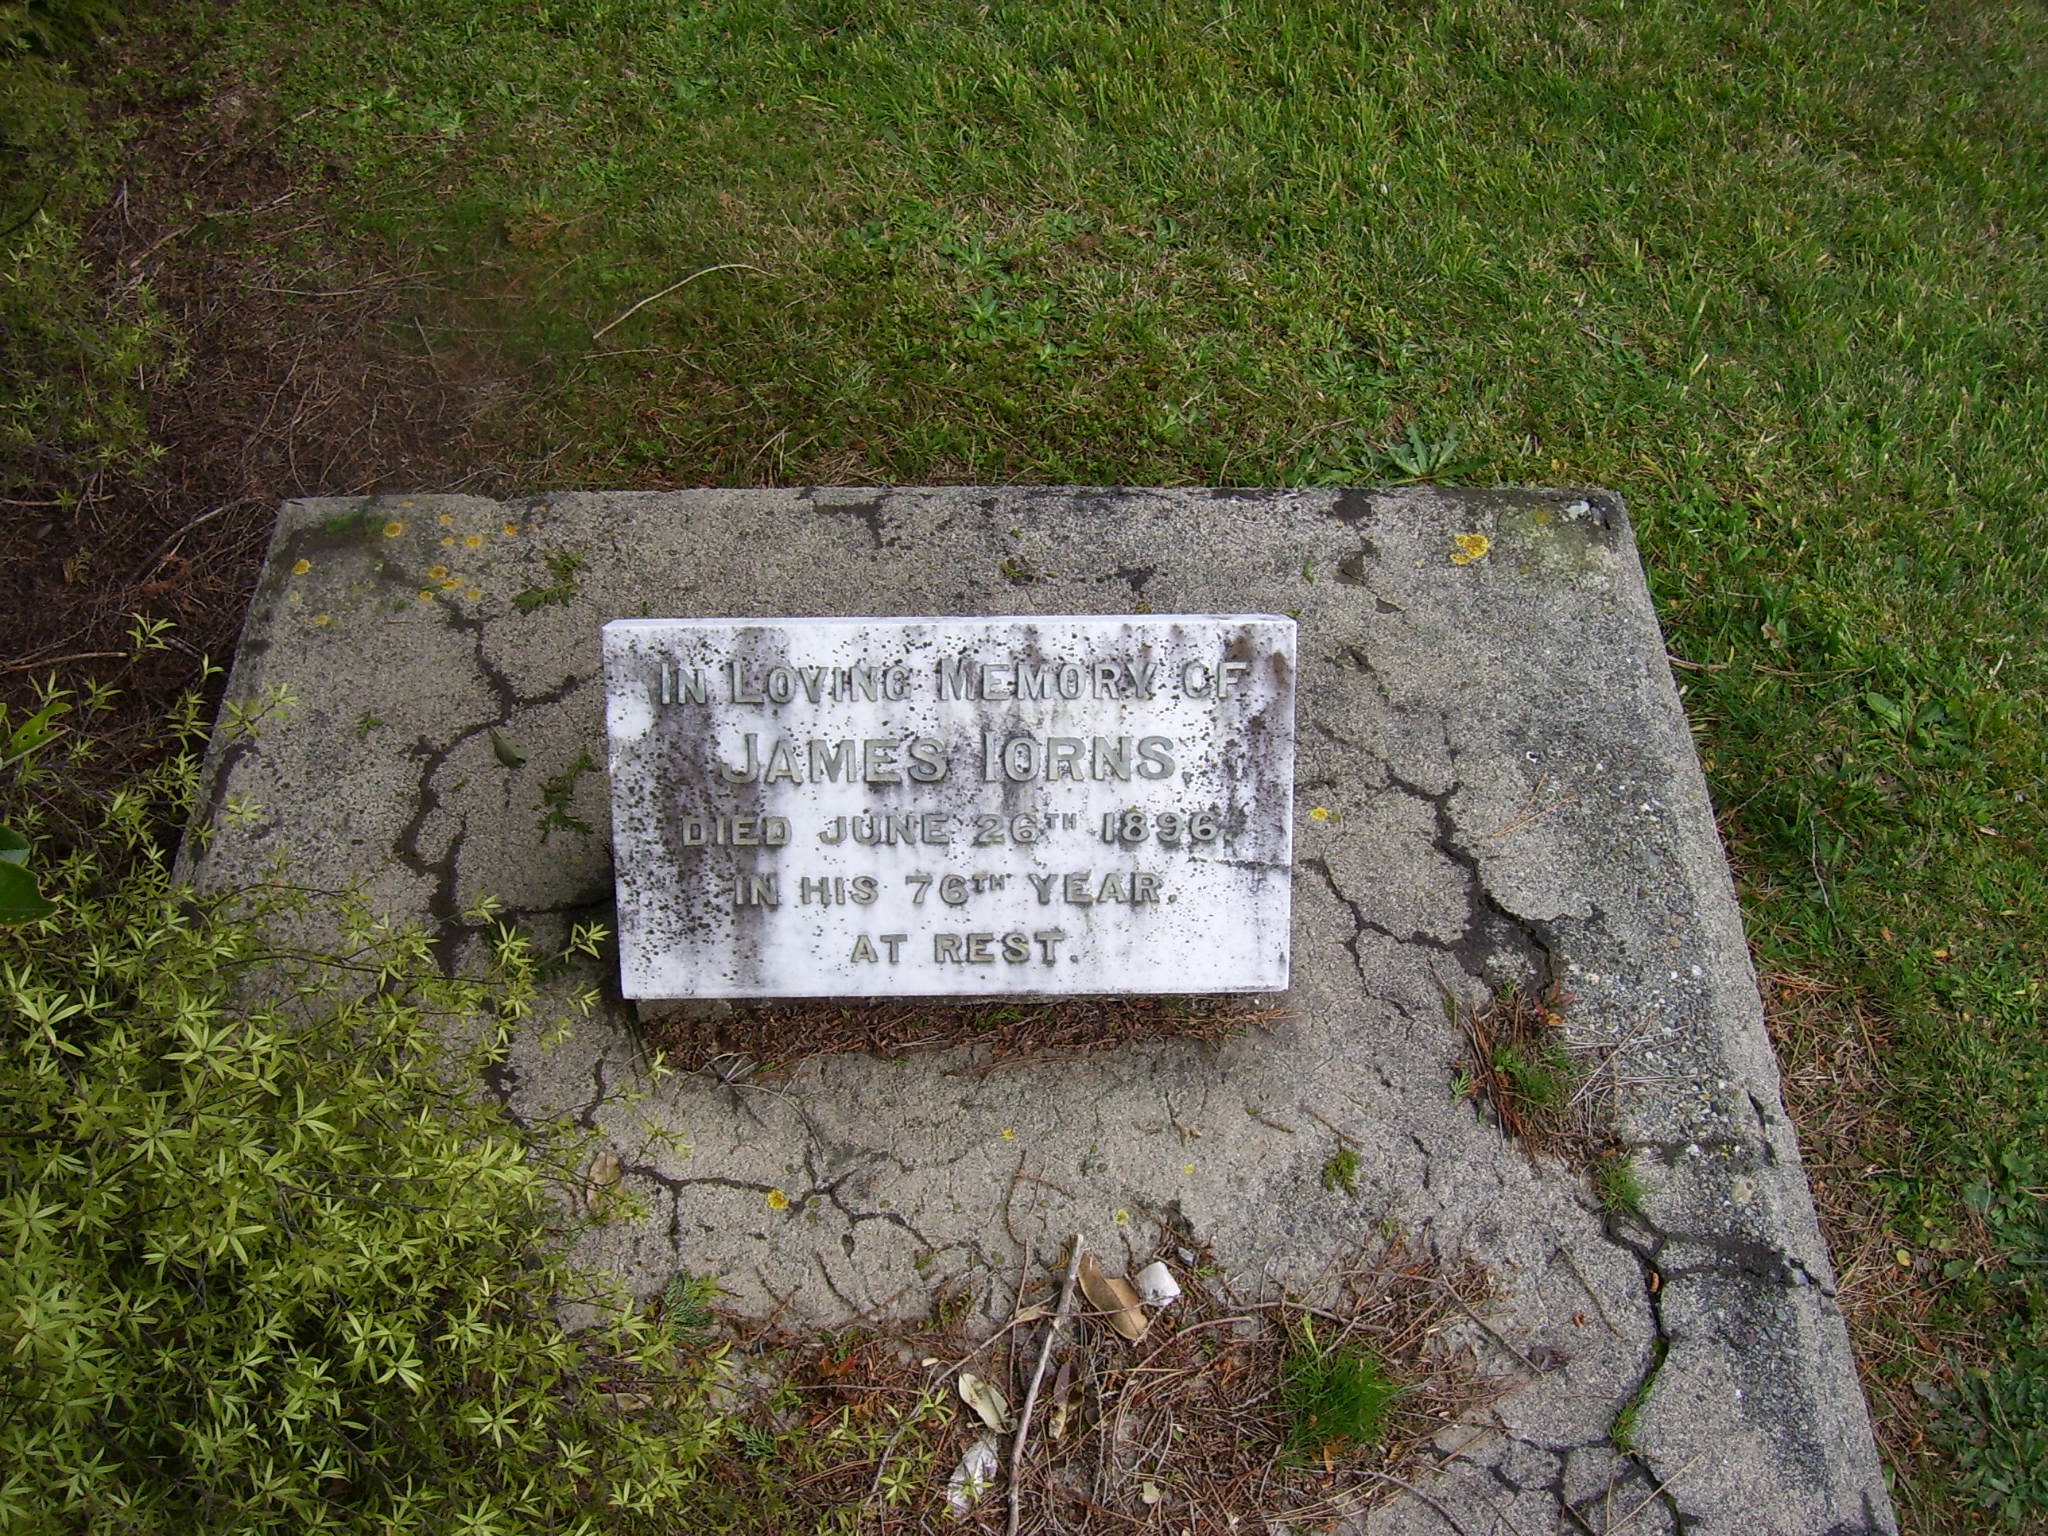 IN LOVING MEMORY OF
JAMES IORNS,
DIED JUNE 26TH 1896,
IN HIS 76TH YEAR.
AT REST.